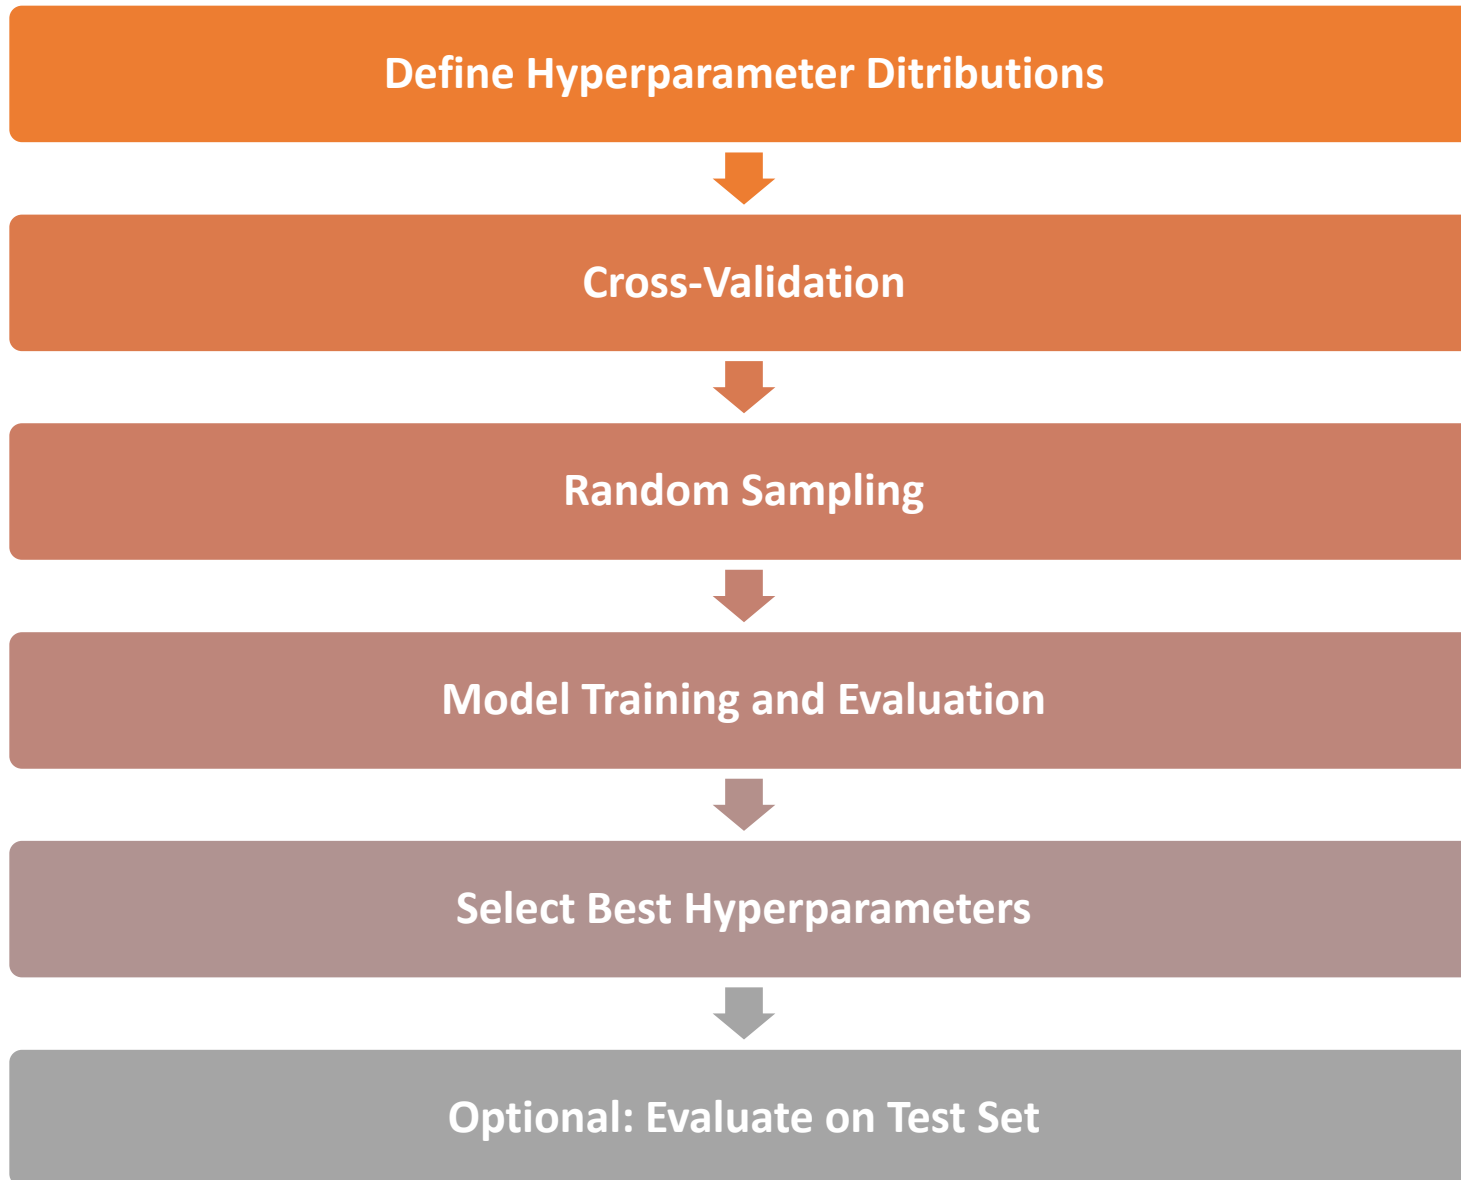 Define Hyperparameter Ditributions
Cross-Validation
Random Sampling
Model Training and Evaluation
Select Best Hyperparameters
Optional: Evaluate on Test Set